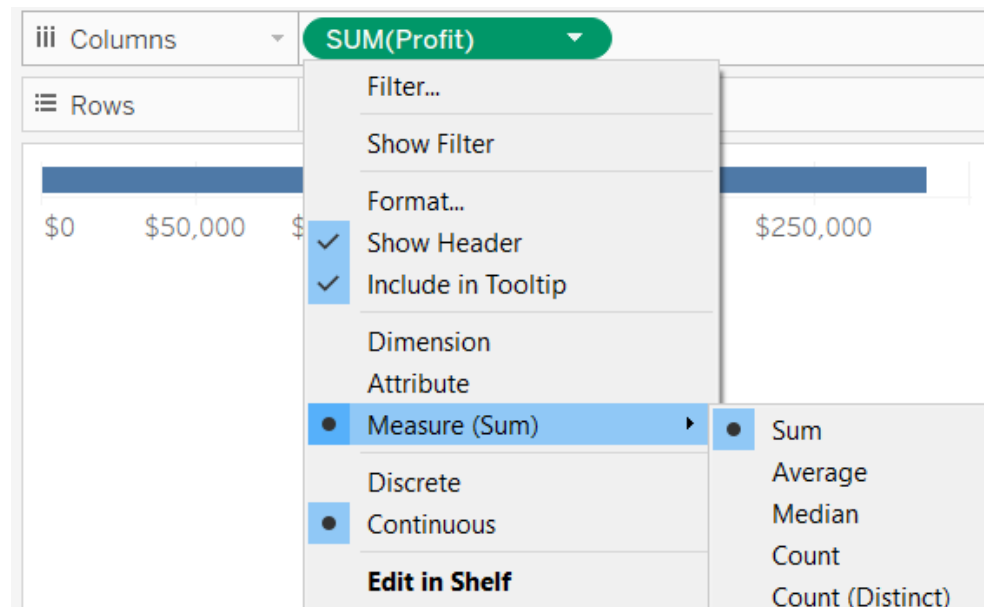 Columns
SUM(Profit)
Filter...
Rows
Show Filter
Format...
$0 $50,000 $ $250,000
Show Header
Include in Tooltip
Dimension
Attribute
Measure (Sum)
Sum
Average
Discrete
Median
Continuous
Count
Edit in Shelf
Count (Distinct)